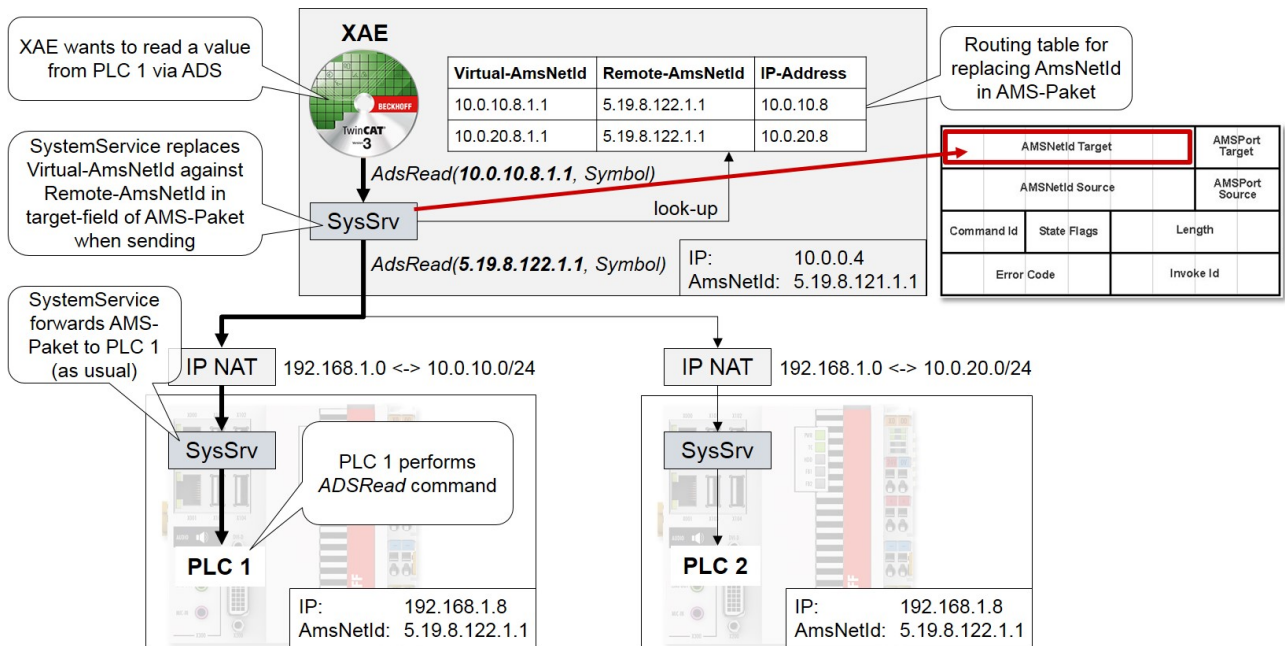 XAE wants to read a value
from PLC 1 via ADS
XAE
BECKHOFF
TwinCAT
3
Virtual-AmsNetId Remote-AmsNetId IP-Address
10.0.10.8.1.1 5.19.8.122.1.1 10.0.10.8
10.0.20.8.1.1 5.19.8.122.1.1 10.0.20.8
Routing table for
replacing AmsNetId
in AMS-Paket
SystemService replaces
Virtual-AmsNetId against
Remote-AmsNetId in
target-field of AMS-Paket
when sending
AdsRead(10.0.10.8.1.1, Symbol)
SysSrv
look-up
AdsRead(5.19.8.122.1.1, Symbol)
IP: 10.0.0.4
AmsNetId: 5.19.8.121.1.1
AMSNetId Target AMSPort
Target
AMSNetId Source AMSPort
Source
Command Id State Flags Length
Error Code Invoke Id
SystemService
forwards AMS-
Paket to PLC 1
(as usual)
IP NAT 192.168.1.0 <-> 10.0.10.0/24
IP NAT 192.168.1.0 <-> 10.0.20.0/24
SysSrv
PLC 1 performs
ADSRead command
PLC 1
IP: 192.168.1.8
AmsNetId: 5.19.8.122.1.1
SysSrv
PLC 2
IP: 192.168.1.8
AmsNetId: 5.19.8.122.1.1